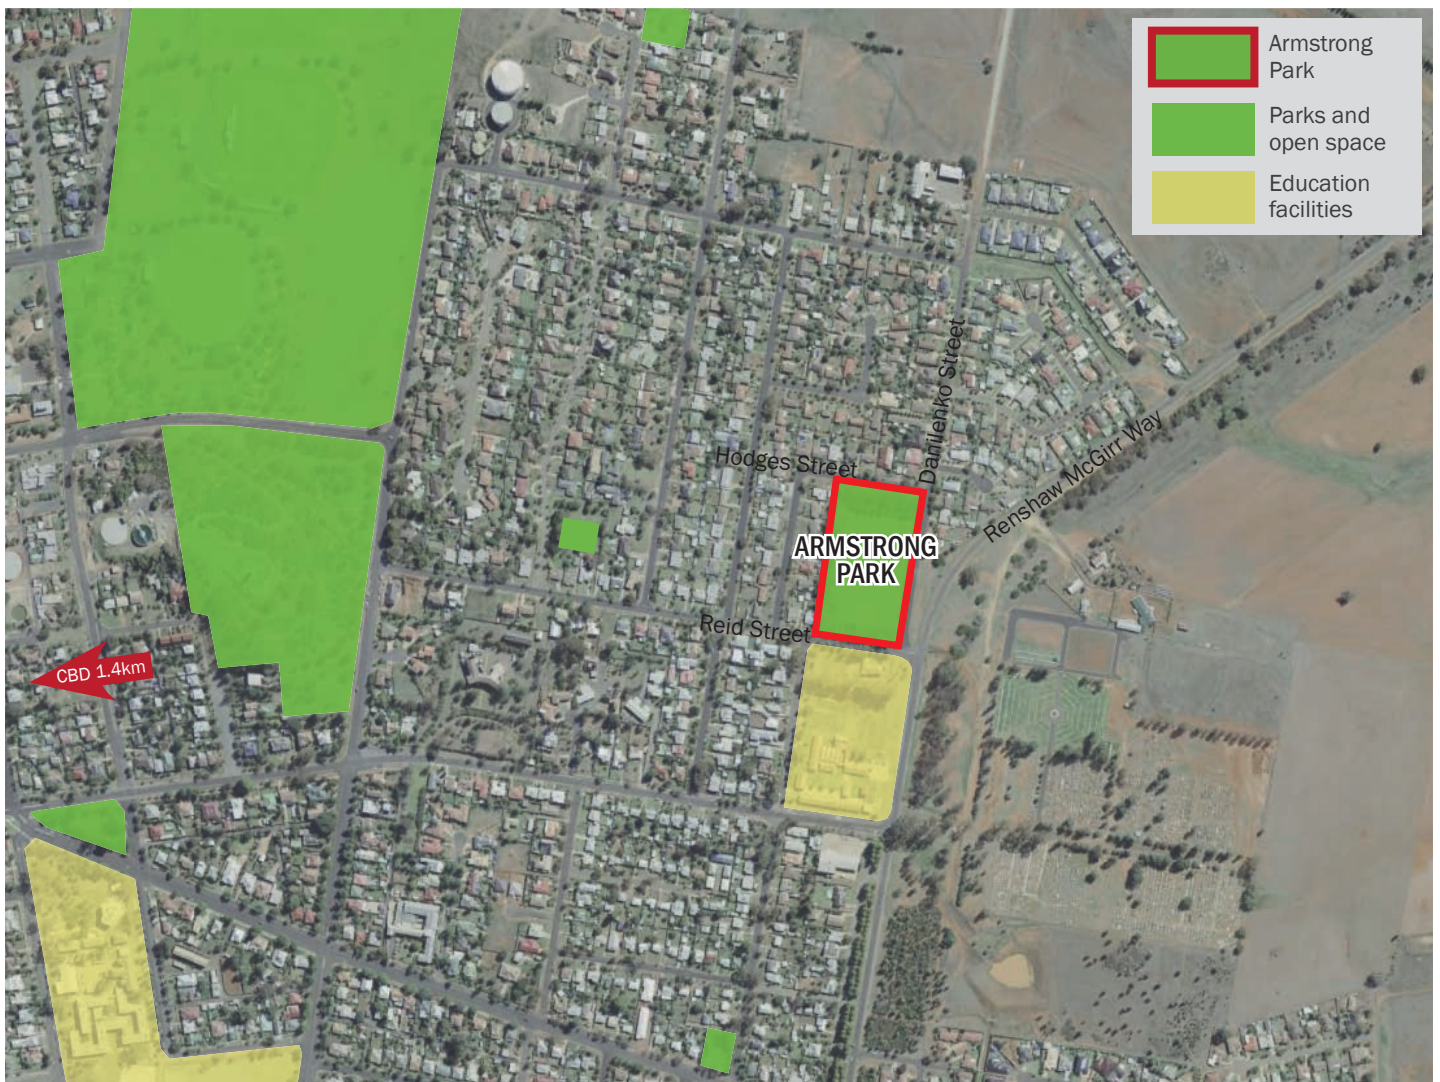 Armstrong
Park
Parks and
open space
Education
facilities
Danilenko Street
Hodges Street
Renshaw McGirr Way
ARMSTRONG
PARK
Reid Street
CBD 1.4km